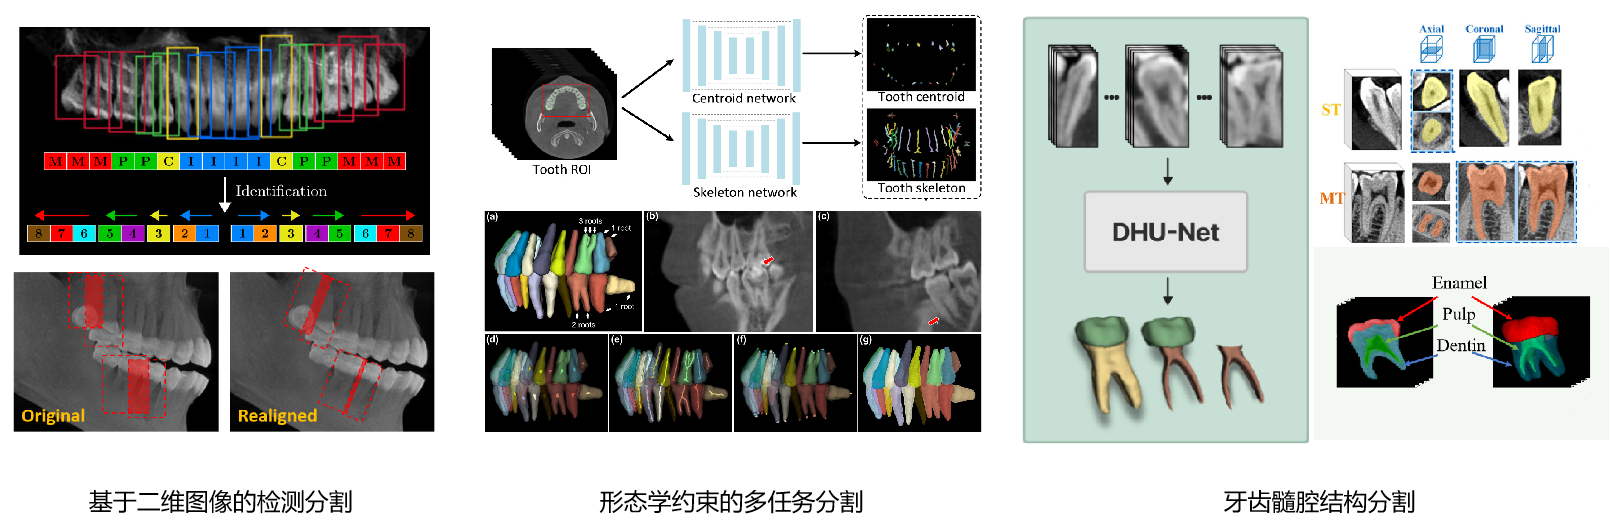 M M M P P C I I I I C P P M M M
Identification
8 7 6 5 4 3 2 1 1 2 3 4 5 6 7 8
Original
Realigned
基于二维图像的检测分割
Tooth ROI
Centroid network
Skeleton network
Tooth centroid
Tooth skeleton
(a)
3 roots
1 root
1 root
2 roots
(b)
(c)
(d)
(e)
(f)
(g)
形态学约束的多任务分割
DHU-Net
Axial
Coronal
Sagittal
ST
MT
Enamel
Pulp
Dentin
牙齿髓腔结构分割